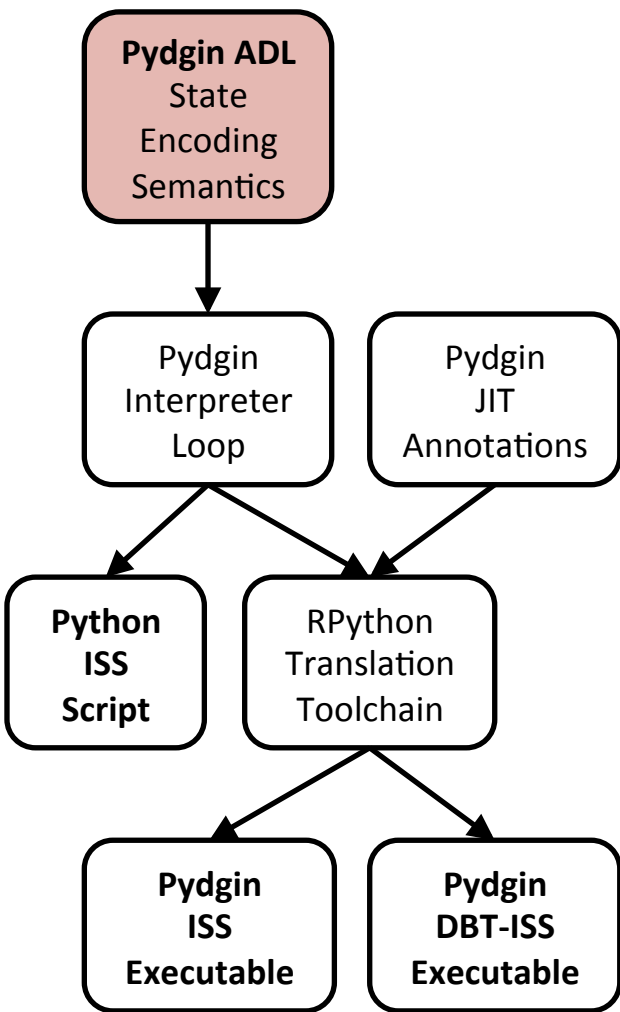 Pydgin ADL
State
Encoding
Semantics
Pydgin
Interpreter
Loop
Pydgin
JIT
Annotations
Python
ISS
Script
RPython
Translation
Toolchain
Pydgin
ISS
Executable
Pydgin
DBT-ISS
Executable